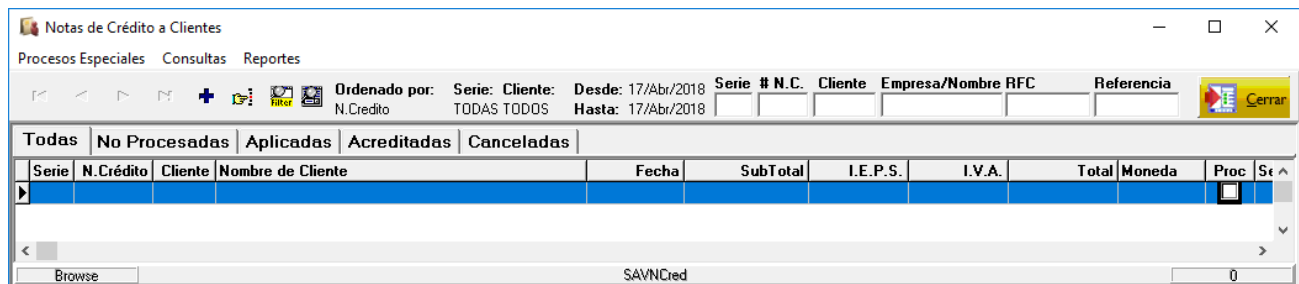 Notas de Crédito a Clientes
Procesos Especiales Consultas Reportes
Filter Ordenado por: Serie: Cliente: Desde: 17/Abr/2018 Serie # N.C. Cliente Empresa/Nombre RFC Referencia Cerrar
N.Credito TODAS TODOS Hasta: 17/Abr/2018
Todas No Procesadas Aplicadas Acreditadas Canceladas
Serie N.Crédito Cliente Nombre de Cliente Fecha SubTotal I.E.P.S. I.V.A. Total Moneda Proc Se
Browse SAVNCred 0